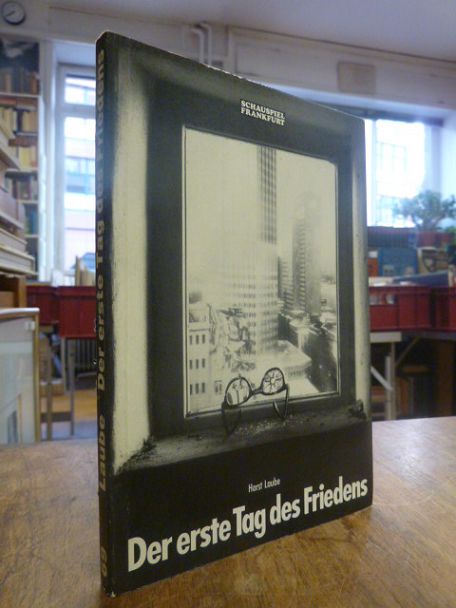 SCHAUSPIEL
FRANKFURT
Horst Laube
Der erste Tag des Friedens
Laube Der erste Tag des Friedens